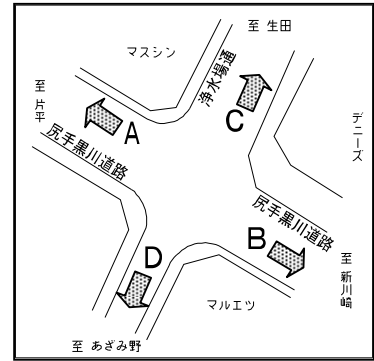 至 生田
マスシン
浄水場通
至 片平
A
C
デニーズ
尻手黒川道路
尻手黒川道路
B
D
至 新川崎
マルエツ
至 あざみ野